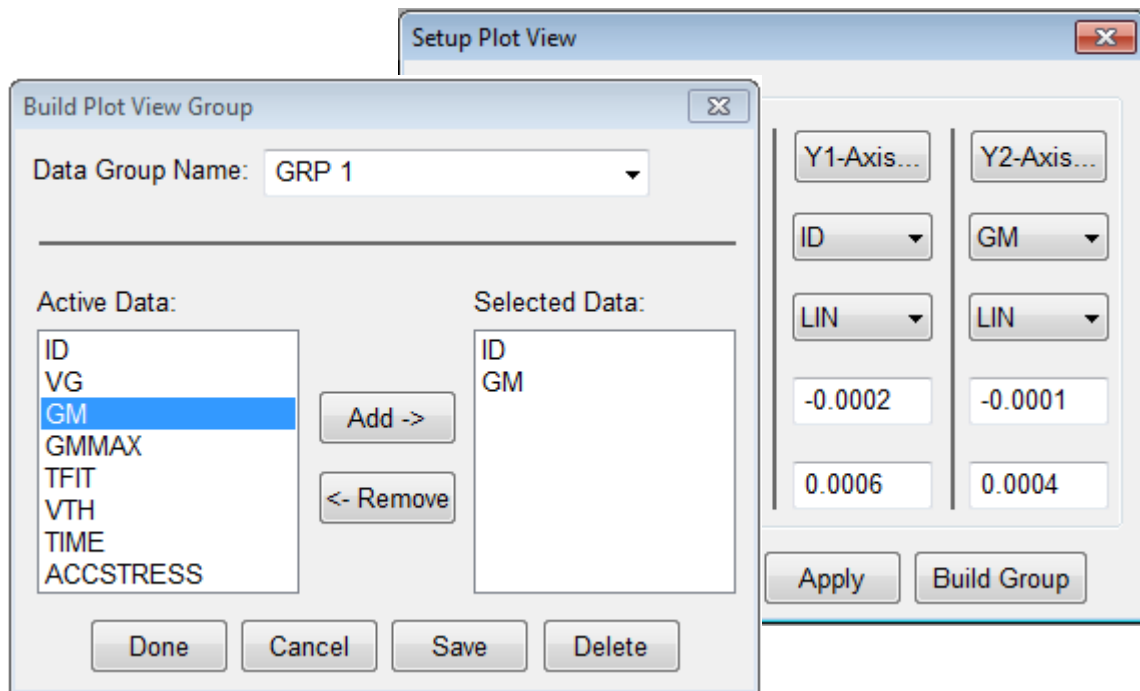 Setup Plot View
Y1-Axis... Y2-Axis...
ID GM
LIN LIN
-0.0002 -0.0001
0.0006 0.0004
Apply Build Group
Build Plot View Group
Data Group Name: GRP 1
Active Data:
ID
VG
GM
GMMAX
TFIT
VTH
TIME
ACCSTRESS
Add ->
<- Remove
Selected Data:
ID
GM
Done Cancel Save Delete